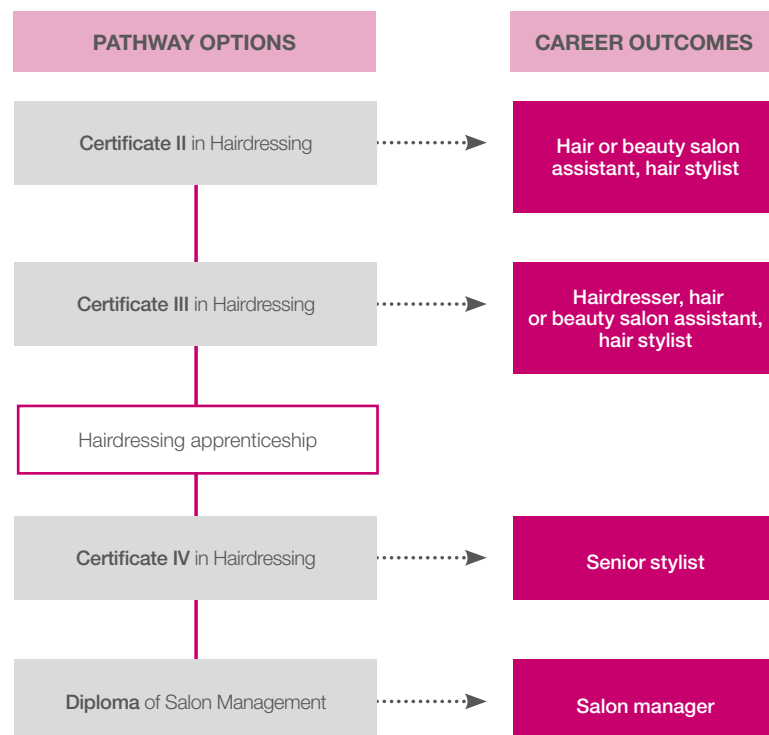 PATHWAY OPTIONS
CAREER OUTCOMES
Certificate II in Hairdressing
Hair or beauty salon
assistant, hair stylist
Certificate III in Hairdressing
Hairdresser, hair
or beauty salon assistant,
hair stylist
Hairdressing apprenticeship
Certificate IV in Hairdressing
Senior stylist
Diploma of Salon Management
Salon manager